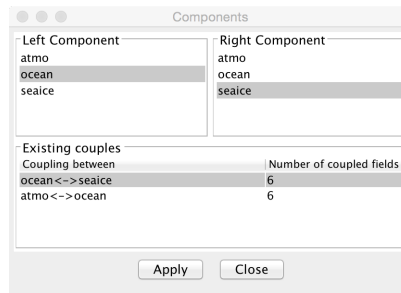 Components
Left Component
atmo
ocean
seaice
Right Component
atmo
ocean
seaice
Existing couples
Coupling between Number of coupled fields
ocean<->seaice 6
atmo<->ocean 6
Apply Close